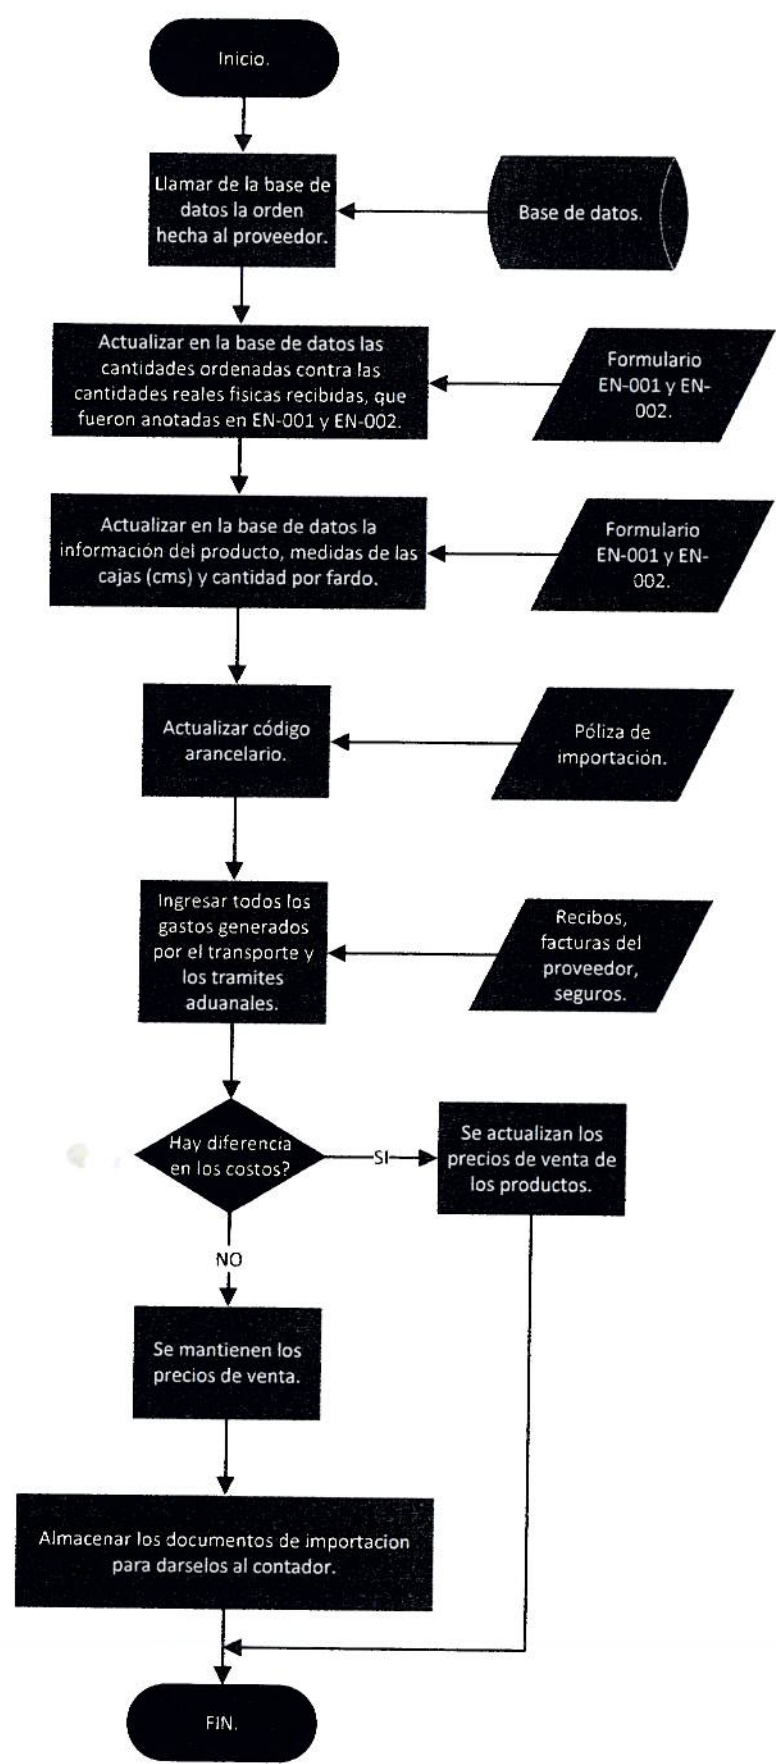 Inicio.
Llamar de la base de
datos la orden
hecha al proveedor.
Base de datos.
Actualizar en la base de datos las
cantidades ordenadas contra las
cantidades reales fisicas recibidas, que
fueron anotadas en EN-001 y EN-002.
Formulario
EN-001 y EN-
002.
Actualizar en la base de datos la
información del producto, medidas de las
cajas (cms) y cantidad por fardo.
Formulario
EN-001 y EN-
002.
Actualizar código
arancelario.
Póliza de
importación.
Ingresar todos los
gastos generados
por el transporte y
los tramites
aduanales.
Recibos,
facturas del
proveedor,
seguros.
Hay diferencia
en los costos?
SI
Se actualizan los
precios de venta de
los productos.
NO
Se mantienen los
precios de venta.
Almacenar los documentos de importacion
para darselos al contador.
FIN.